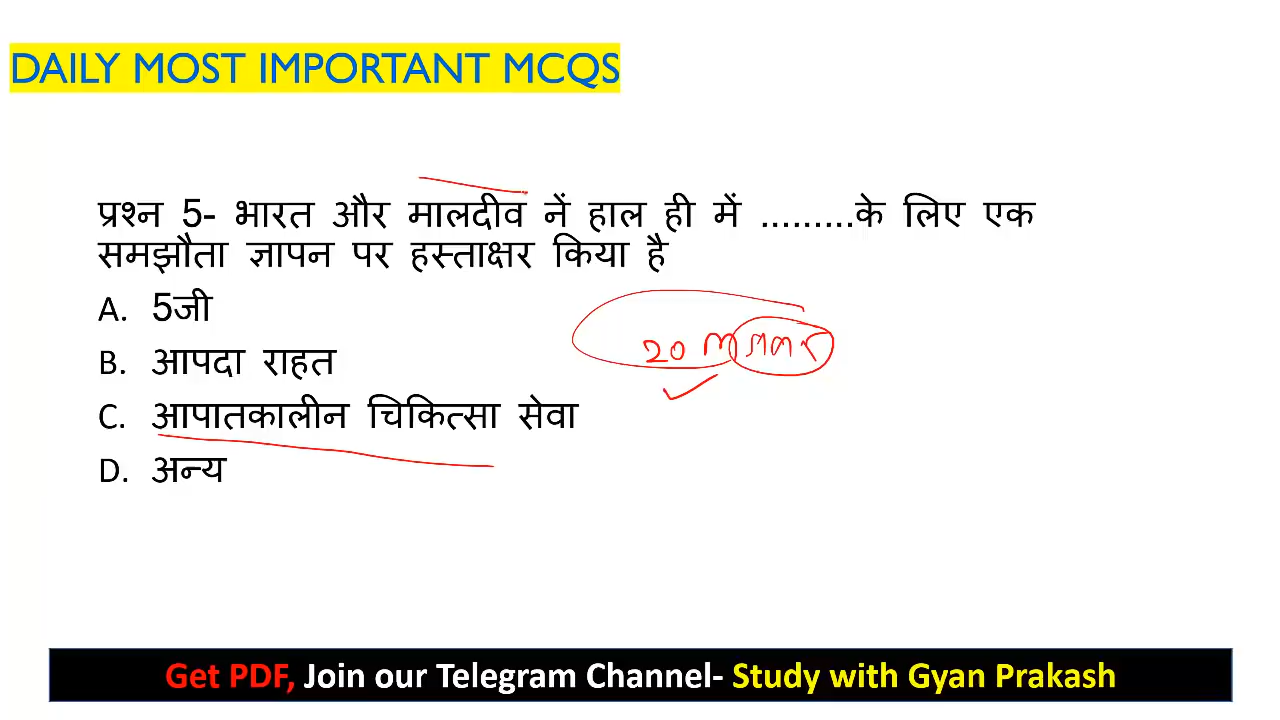 DAILY MOST IMPORTANT MCQS
प्रश्न 5- भारत और मालदीव नें हाल ही में .........के लिए एक
समझौता ज्ञापन पर हस्ताक्षर किया है
A. 5जी
B. आपदा राहत
20
C. आपातकालीन चिकित्सा सेवा
D. अन्य
Get PDF, Join our Telegram Channel- Study with Gyan Prakash